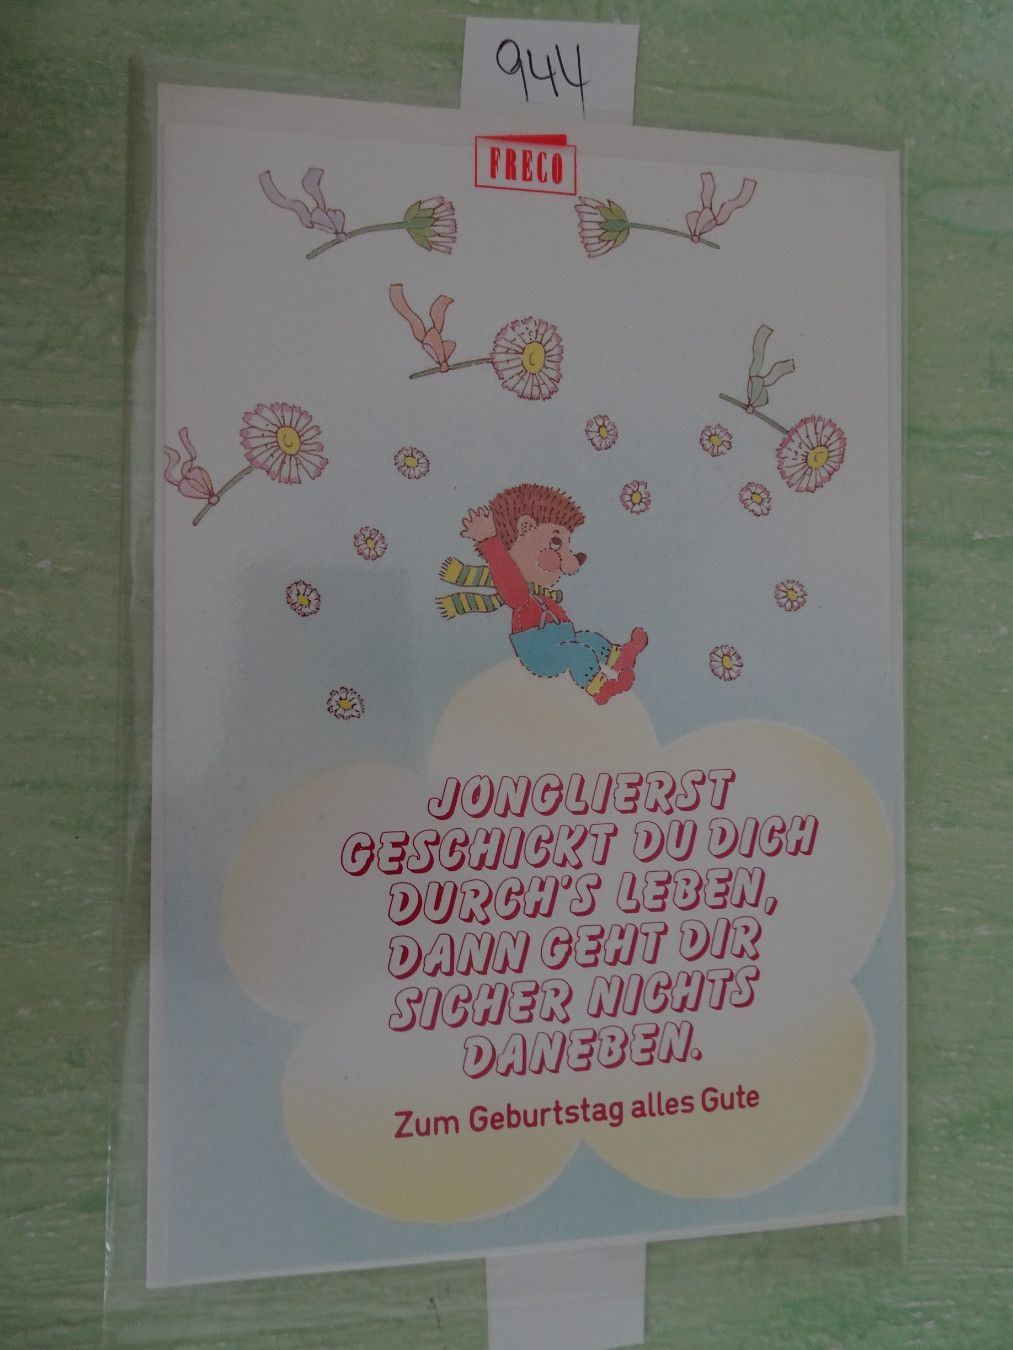 944
FRECO
JONGLIERST
GESCHICKT DU DICH
DURCH'S LEBEN,
DANN GEHT DIR
SICHER NICHTS
DANEBEN.
Zum Geburtstag alles Gute